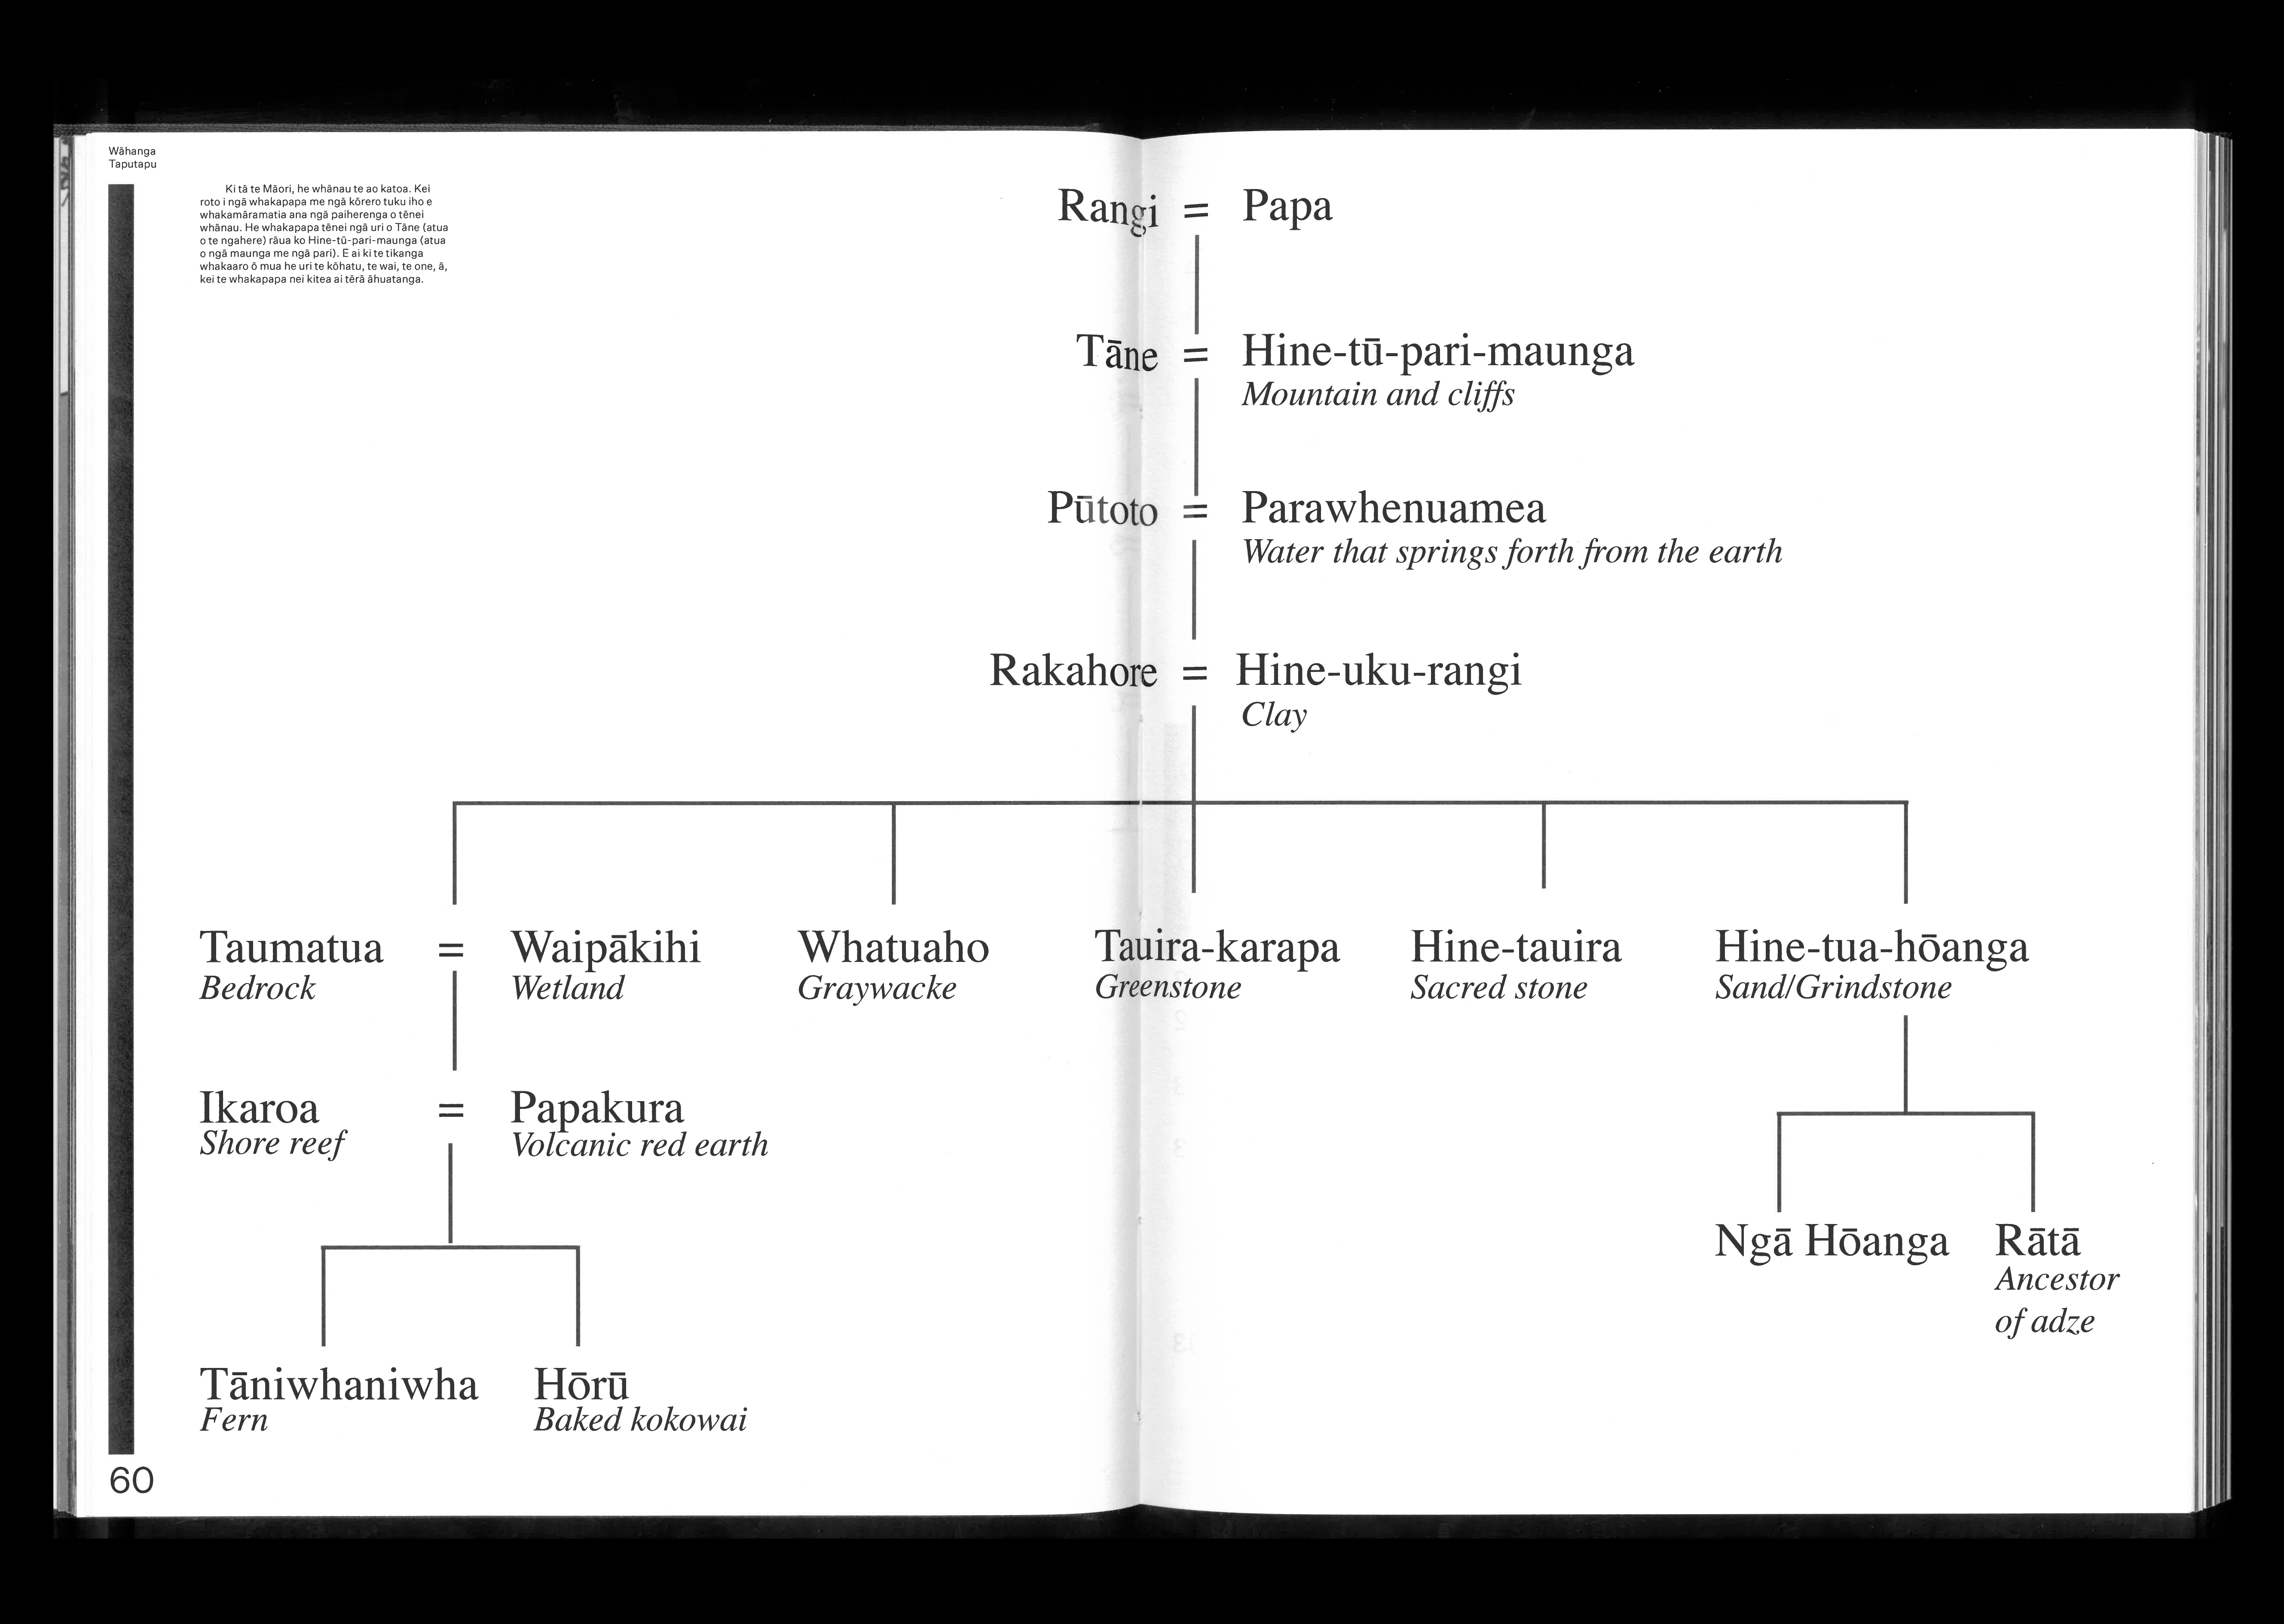 Wāhanga
Taputapu
Ki tā te Māori, he whānau te ao katoa. Kei
roto i ngā whakapapa me ngā kōrero tuku iho e
whakamāramatia ana ngā paiherenga o tēnei
whānau. He whakapapa tēnei ngā uri o Tāne (atua
o te ngahere) rāua ko Hine-tū-pari-maunga (atua
o ngā maunga me ngā pari). E ai ki te tikanga
whakaaro ō mua he uri te kōhatu, te wai, te one, ā,
kei te whakapapa nei kitea ai tērā āhuatanga.
Rangi = Papa
Tāne = Hine-tū-pari-maunga
Mountain and cliffs
Pūtoto = Parawhenuamea
Water that springs forth from the earth
Rakahore = Hine-uku-rangi
Clay
Taumatua = Waipākihi Whatuaho Tauira-karapa Hine-tauira Hine-tua-hōanga
Bedrock Wetland Graywacke Greenstone Sacred stone Sand/Grindstone
Ikaroa = Papakura
Shore reef Volcanic red earth
Ngā Hōanga Rātā
Ancestor
of adze
Tāniwhaniwha Hōrū
Fern Baked kokowai
60